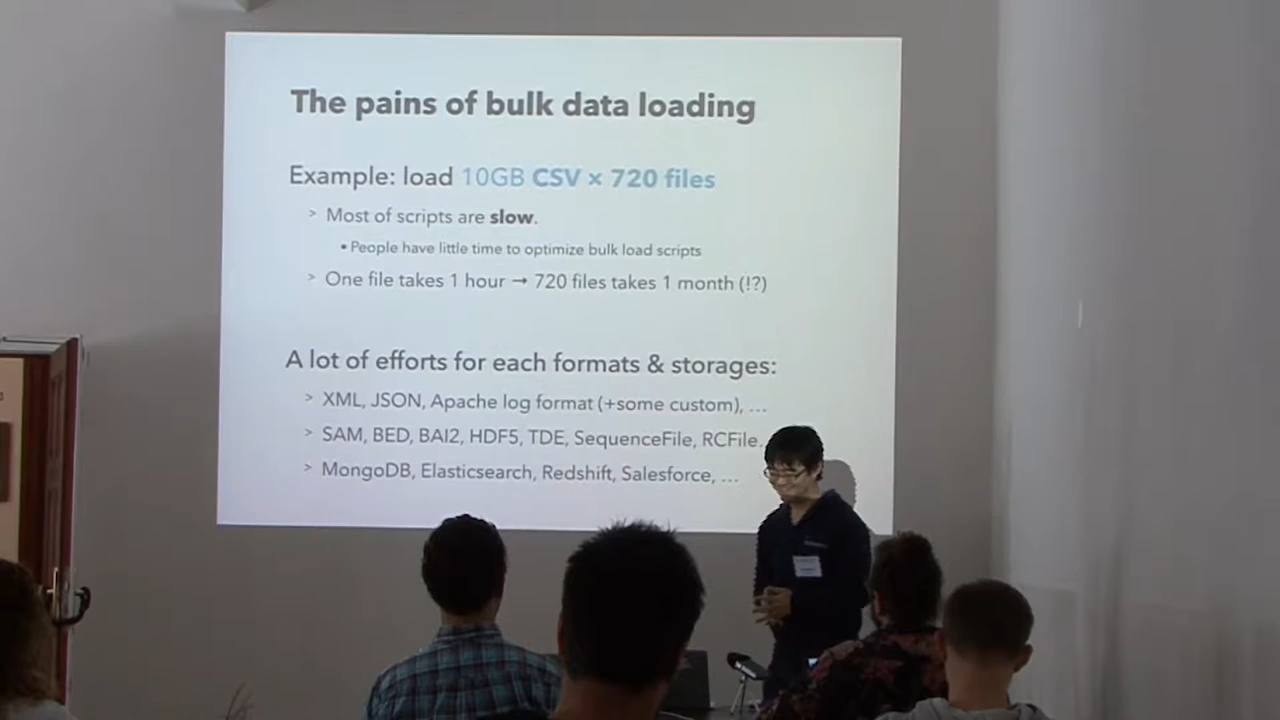 The pains of bulk data loading
Example: load 10GB CSV × 720 files
> Most of scripts are slow.
• People have little time to optimize bulk load scripts
> One file takes 1 hour → 720 files takes 1 month (!?)
A lot of efforts for each formats & storages:
> XML, JSON, Apache log format (+some custom), …
> SAM, BED, BAI2, HDF5, TDE, SequenceFile, RCFile.
> MongoDB, Elasticsearch, Redshift, Salesforce, …